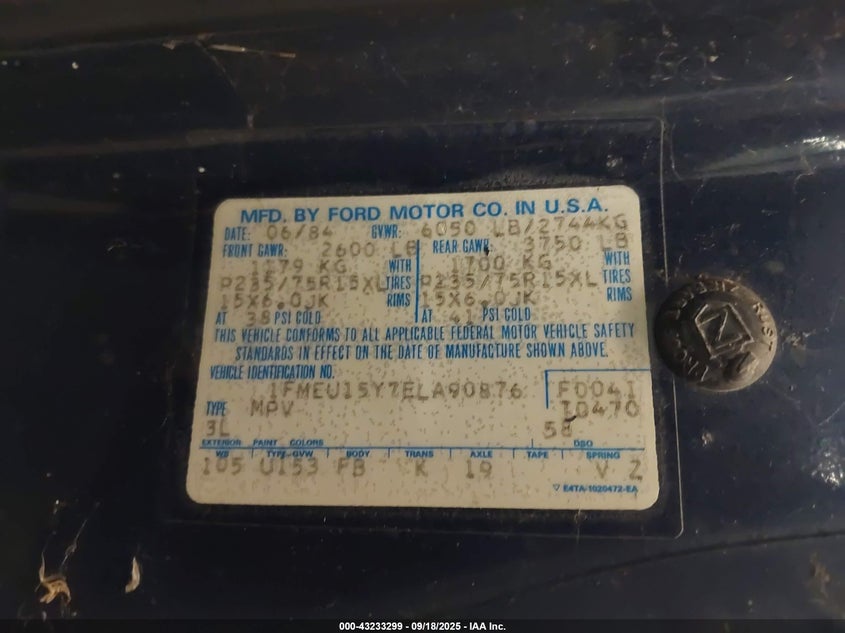 MFD. BY FORD MOTOR CO. IN U.S.A.
DATE: 06/84 GVWR: 6050 LB/2744KG
FRONT GAWR: 2600 LB REAR GAWR: 3750 LB
1179 KG WITH 1700 KG WITH
P235/75R15XL TIRES P235/75R15XL TIRES
15X6.0JK RIMS 15X6.0JK RIMS
AT 38 PSI COLD AT 41 PSI COLD
THIS VEHICLE CONFORMS TO ALL APPLICABLE FEDERAL MOTOR VEHICLE SAFETY
STANDARDS IN EFFECT ON THE DATE OF MANUFACTURE SHOWN ABOVE.
VEHICLE IDENTIFICATION NO.
1FMEU15Y7ELA90876 F0041
TYPE MPV T0470
3L 58
EXTERIOR PAINT COLORS DSO
WB TYPE-GVW BODY TRANS AXLE TAPE SPRING
105 U153 FB K 19 V Z
E4TA-1020472-EA
000-43233299 - 09/18/2025 - IAA Inc.